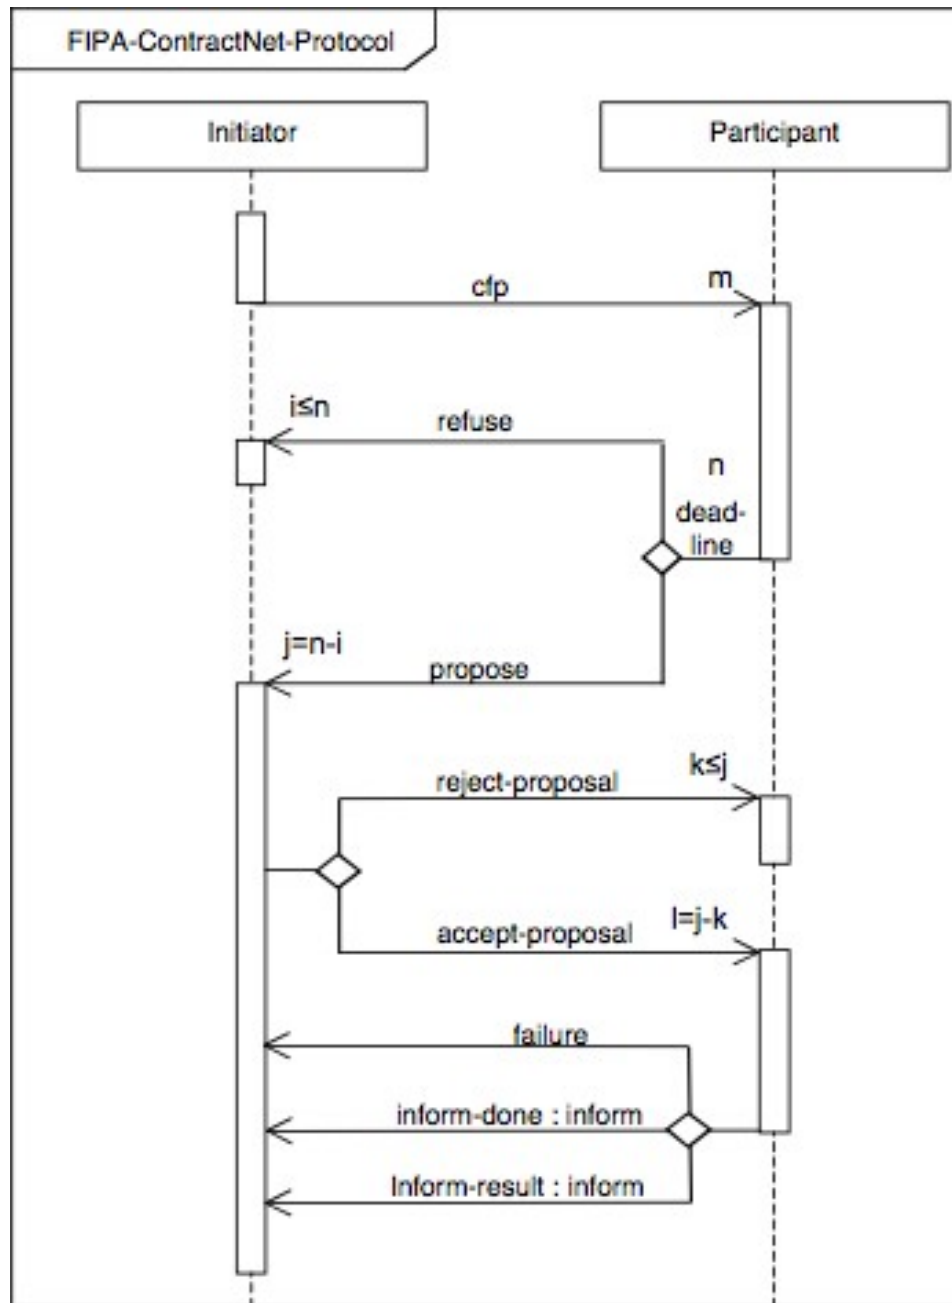 FIPA-ContractNet-Protocol
Initiator
Participant
cfp
m
i≤n
refuse
n
dead-
line
j=n-i
propose
reject-proposal
k≤j
accept-proposal
l=j-k
failure
inform-done : inform
Inform-result : inform